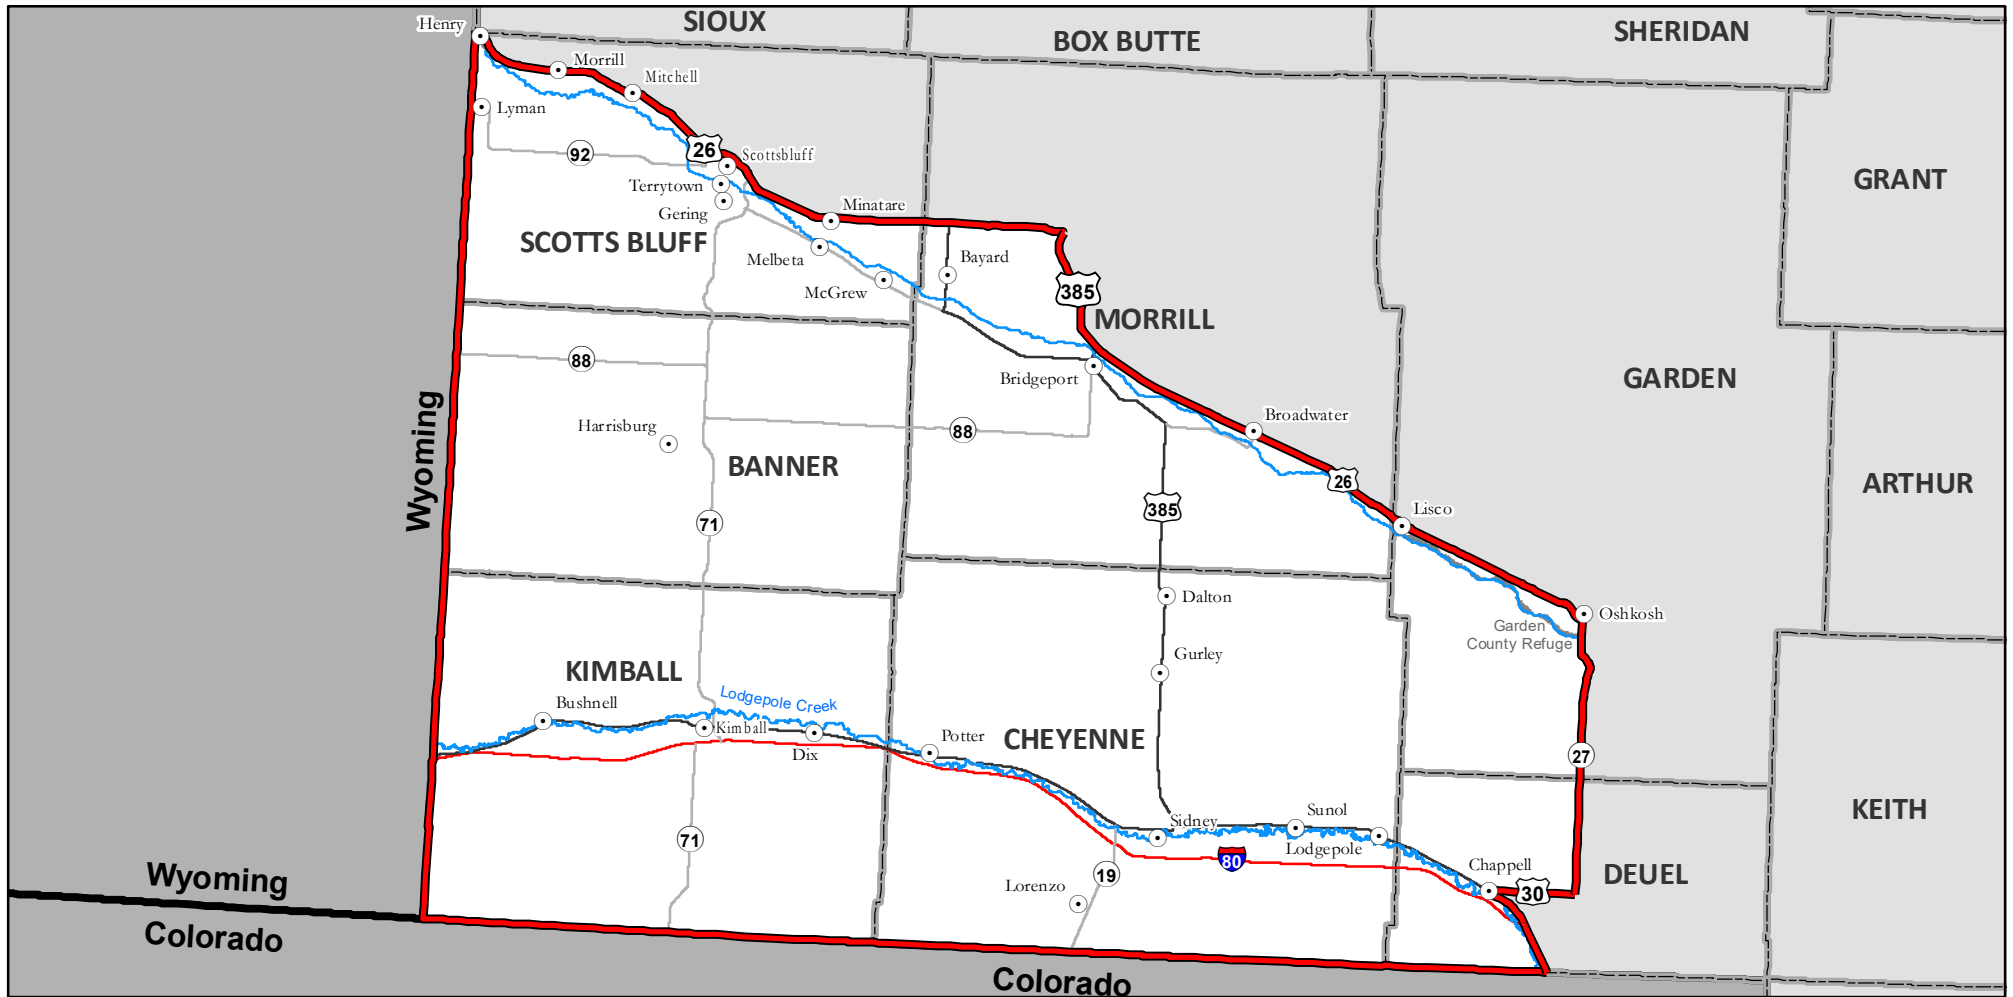 SIOUX
BOX BUTTE
SHERIDAN
Henry
Morrill
Mitchell
Lyman
92
26
Scottsbluff
Terrytown
Gering
Minatare
GRANT
SCOTTS BLUFF
Melbeta
Bayard
McGrew
385
MORRILL
88
Bridgeport
GARDEN
Wyoming
Harrisburg
88
Broadwater
BANNER
26
ARTHUR
71
385
Lisco
Dalton
Oshkosh
Garden
County Refuge
Gurley
KIMBALL
Bushnell
Lodgepole Creek
Kimball
Dix
Potter
CHEYENNE
27
KEITH
Sidney
Sunol
71
Lodgepole
80
Chappell
19
30
DEUEL
Lorenzo
Wyoming
Colorado
Colorado